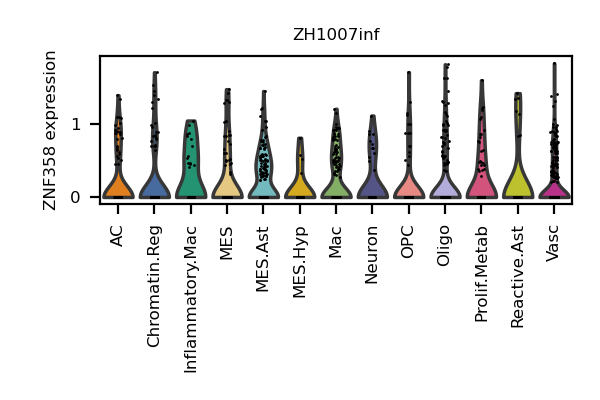 ZH1007inf
ZNF358 expression
1
0
AC
Chromatin.Reg
Inflammatory.Mac
MES
MES.Ast
MES.Hyp
Mac
Neuron
OPC
Oligo
Prolif.Metab
Reactive.Ast
Vasc